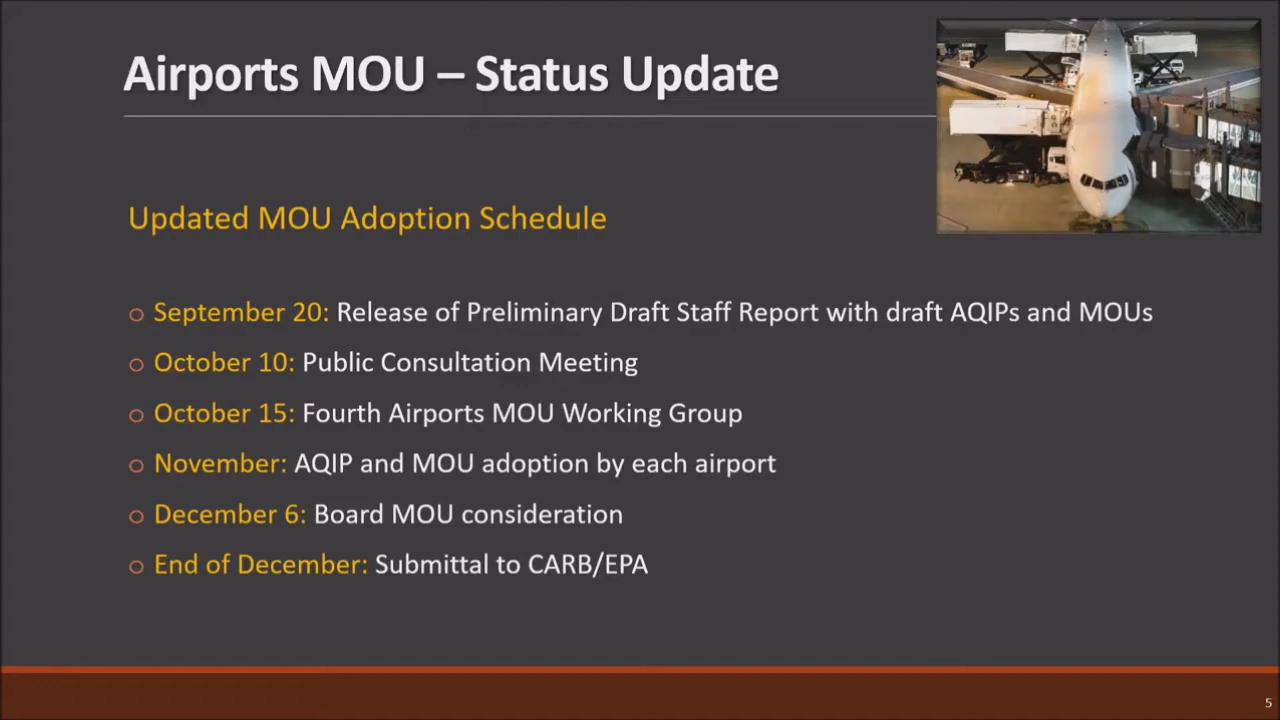 Airports MOU – Status Update
Updated MOU Adoption Schedule
o September 20: Release of Preliminary Draft Staff Report with draft AQIPs and MOUs
o October 10: Public Consultation Meeting
o October 15: Fourth Airports MOU Working Group
o November: AQIP and MOU adoption by each airport
o December 6: Board MOU consideration
o End of December: Submittal to CARB/EPA
5